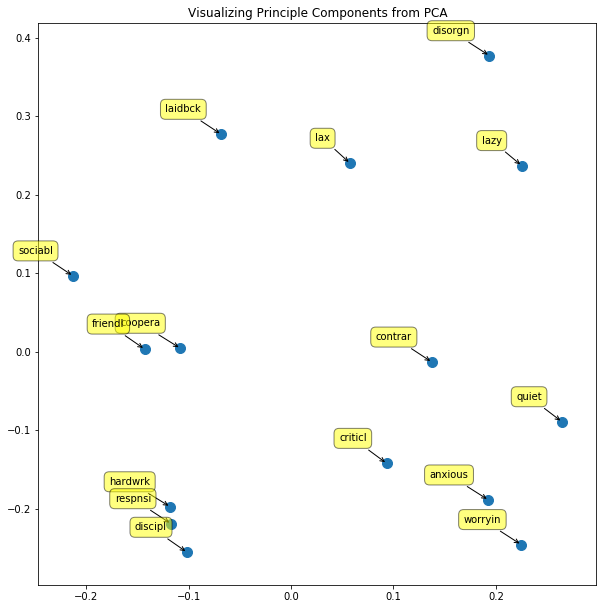 Visualizing Principle Components from PCA
0.4
disorgn
0.3
laidbck
lax
lazy
0.2
sociabl
0.1
friendl
coopera
contrar
0.0
quiet
−0.1
criticl
anxious
hardwrk
−0.2
respnsi
worryin
discipl
−0.2
−0.1
0.0
0.1
0.2